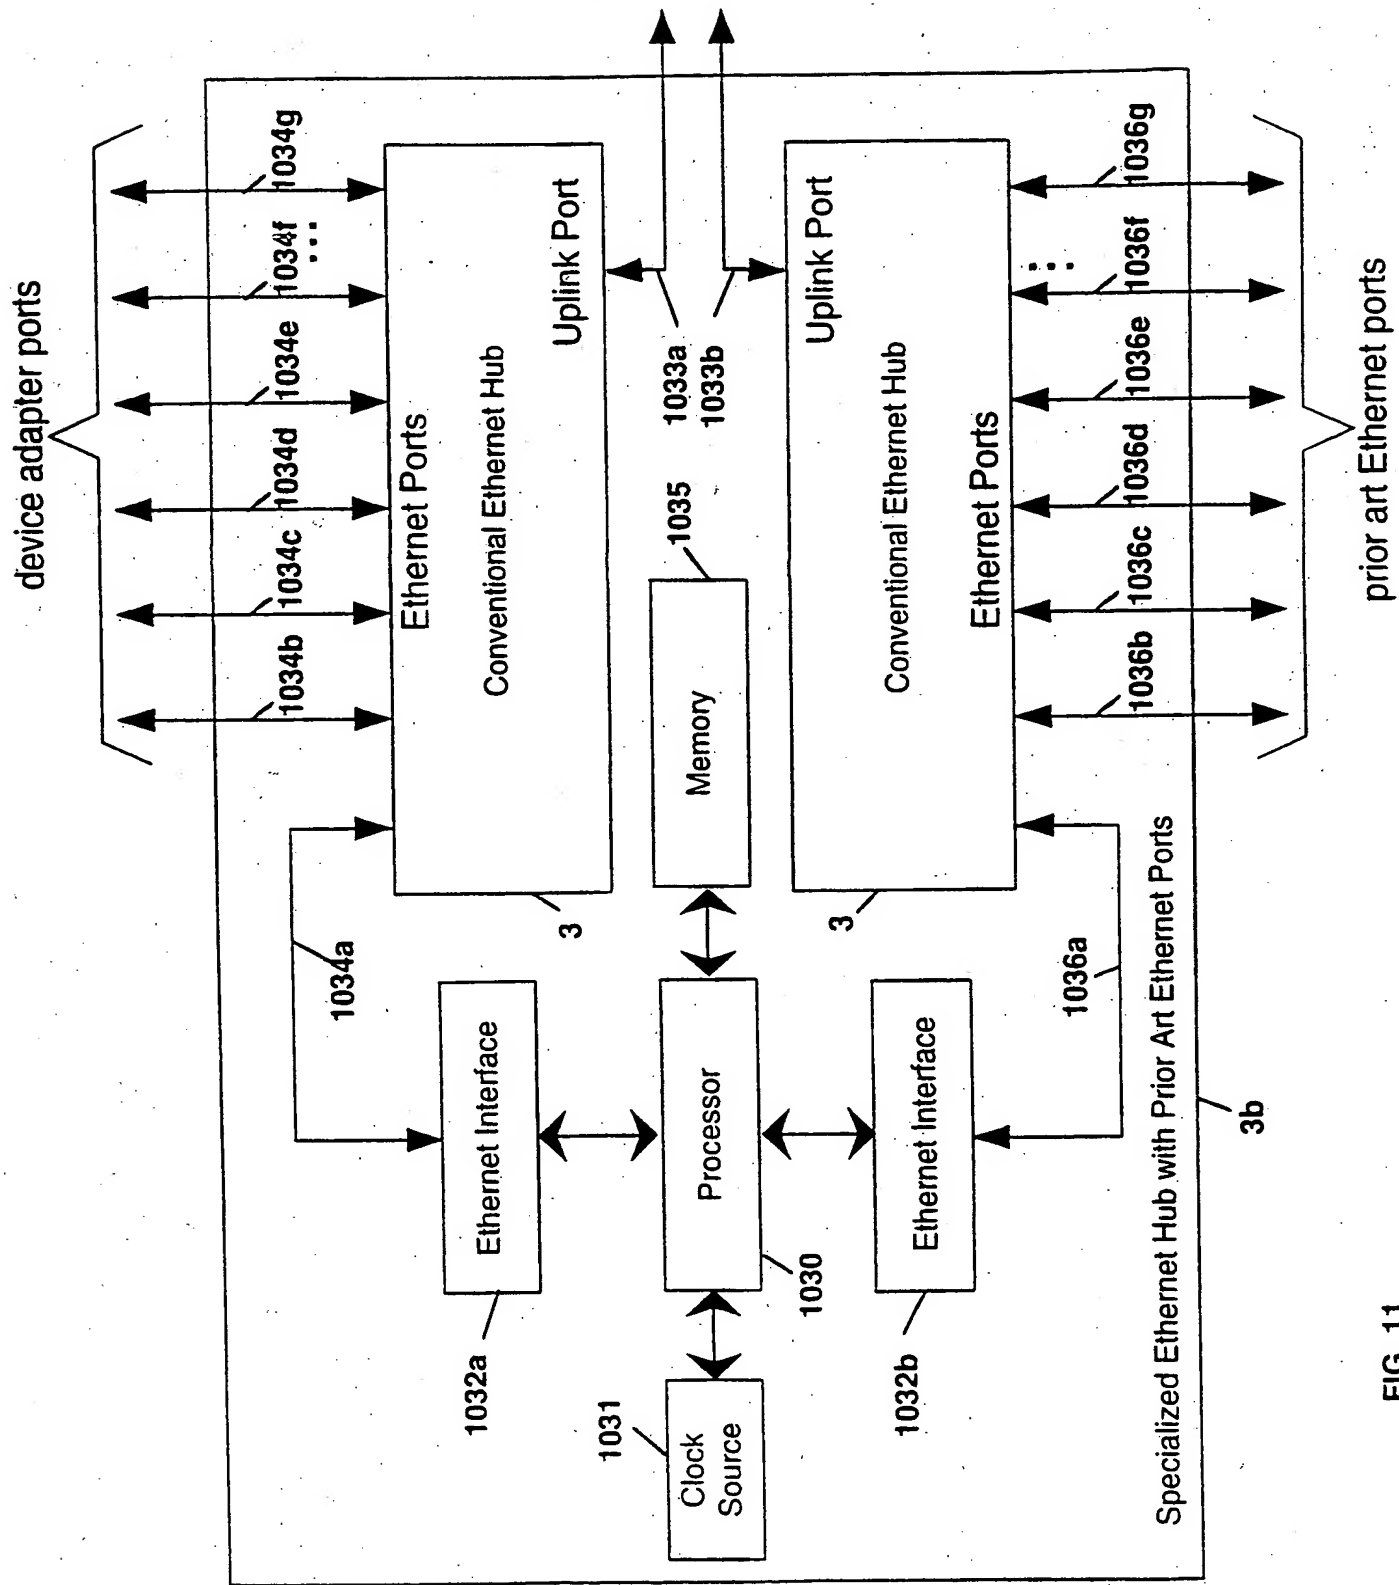 device adapter ports
1034b
1034c
1034d
1034e
1034f
...
1034g
1034a
Ethernet Ports
Conventional Ethernet Hub
Uplink Port
3
1032a
Ethernet Interface
1033a
1033b
1031
Clock
Source
Processor
1030
Memory
1035
1032b
Ethernet Interface
3
Uplink Port
Conventional Ethernet Hub
Ethernet Ports
1036a
1036b
1036c
1036d
1036e
1036f
...
1036g
Specialized Ethernet Hub with Prior Art Ethernet Ports
3b
prior art Ethernet ports
FIG. 11